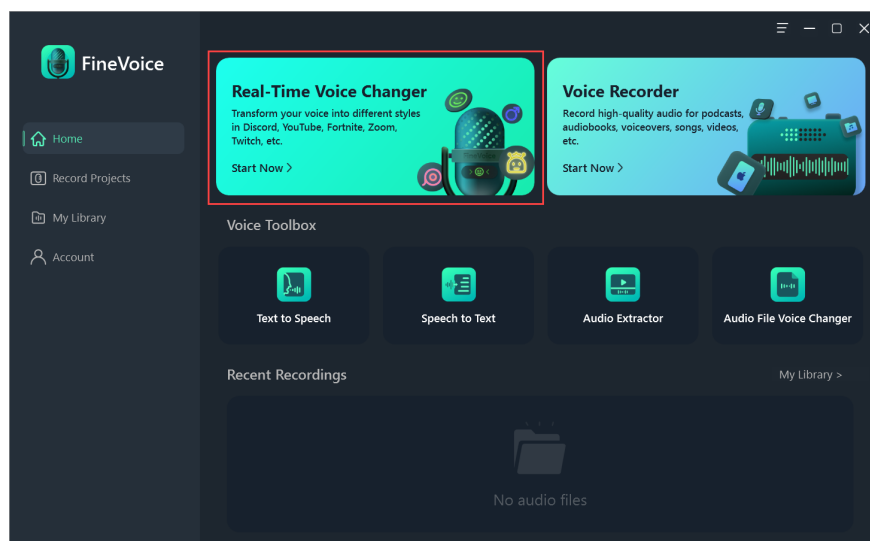 FineVoice
Home
Record Projects
My Library
Account
Real-Time Voice Changer
Transform your voice into different styles
in Discord, YouTube, Fortnite, Zoom,
Twitch, etc.
Start Now >
Voice Recorder
Record high-quality audio for podcasts,
audiobooks, voiceovers, songs, videos,
etc.
Start Now >
Voice Toolbox
Text to Speech
Speech to Text
Audio Extractor
Audio File Voice Changer
Recent Recordings
My Library >
No audio files